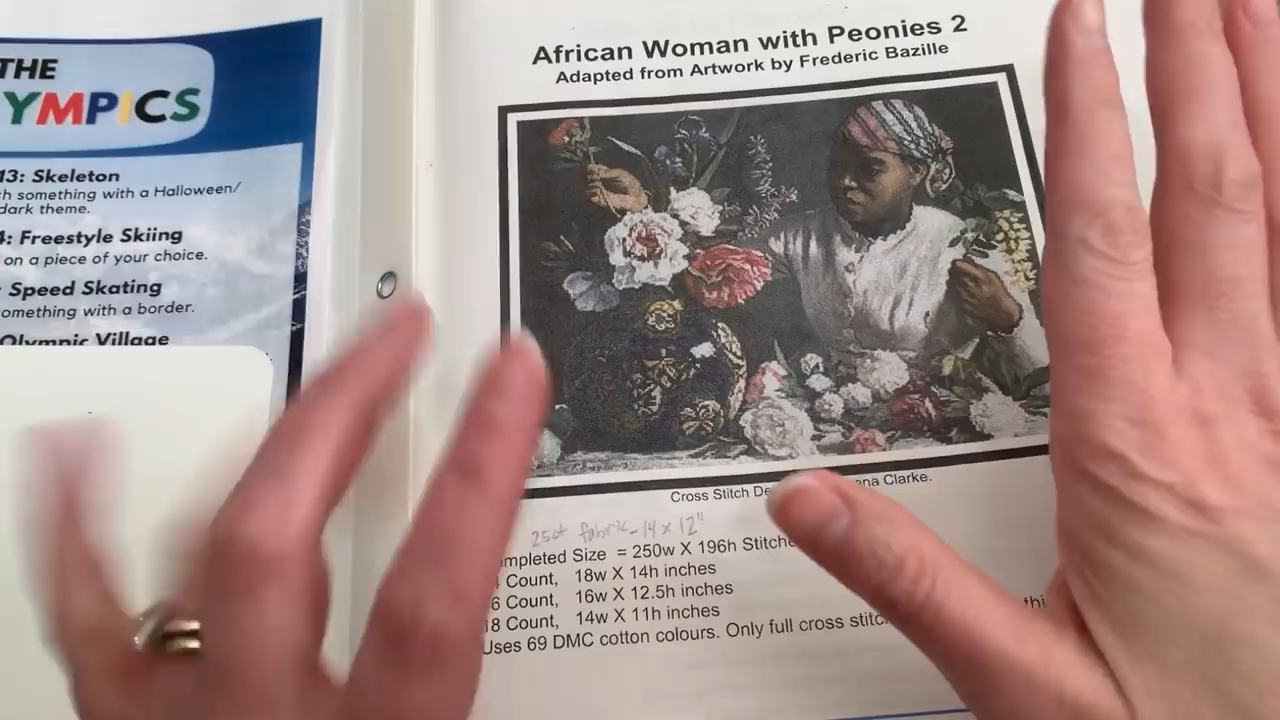 THE
YMPICS
13: Skeleton
h something with a Halloween/
dark theme.
4: Freestyle Skiing
on a piece of your choice.
Speed Skating
omething with a border.
Olympic Village
African Woman with Peonies 2
Adapted from Artwork by Frederic Bazille
Cross Stitch De ana Clarke.
25ct fabric - 14 x 12"
mpleted Size = 250w X 196h Stitche
Count, 18w X 14h inches
6 Count, 16w X 12.5h inches
18 Count, 14w X 11h inches
Uses 69 DMC cotton colours. Only full cross stitc thi